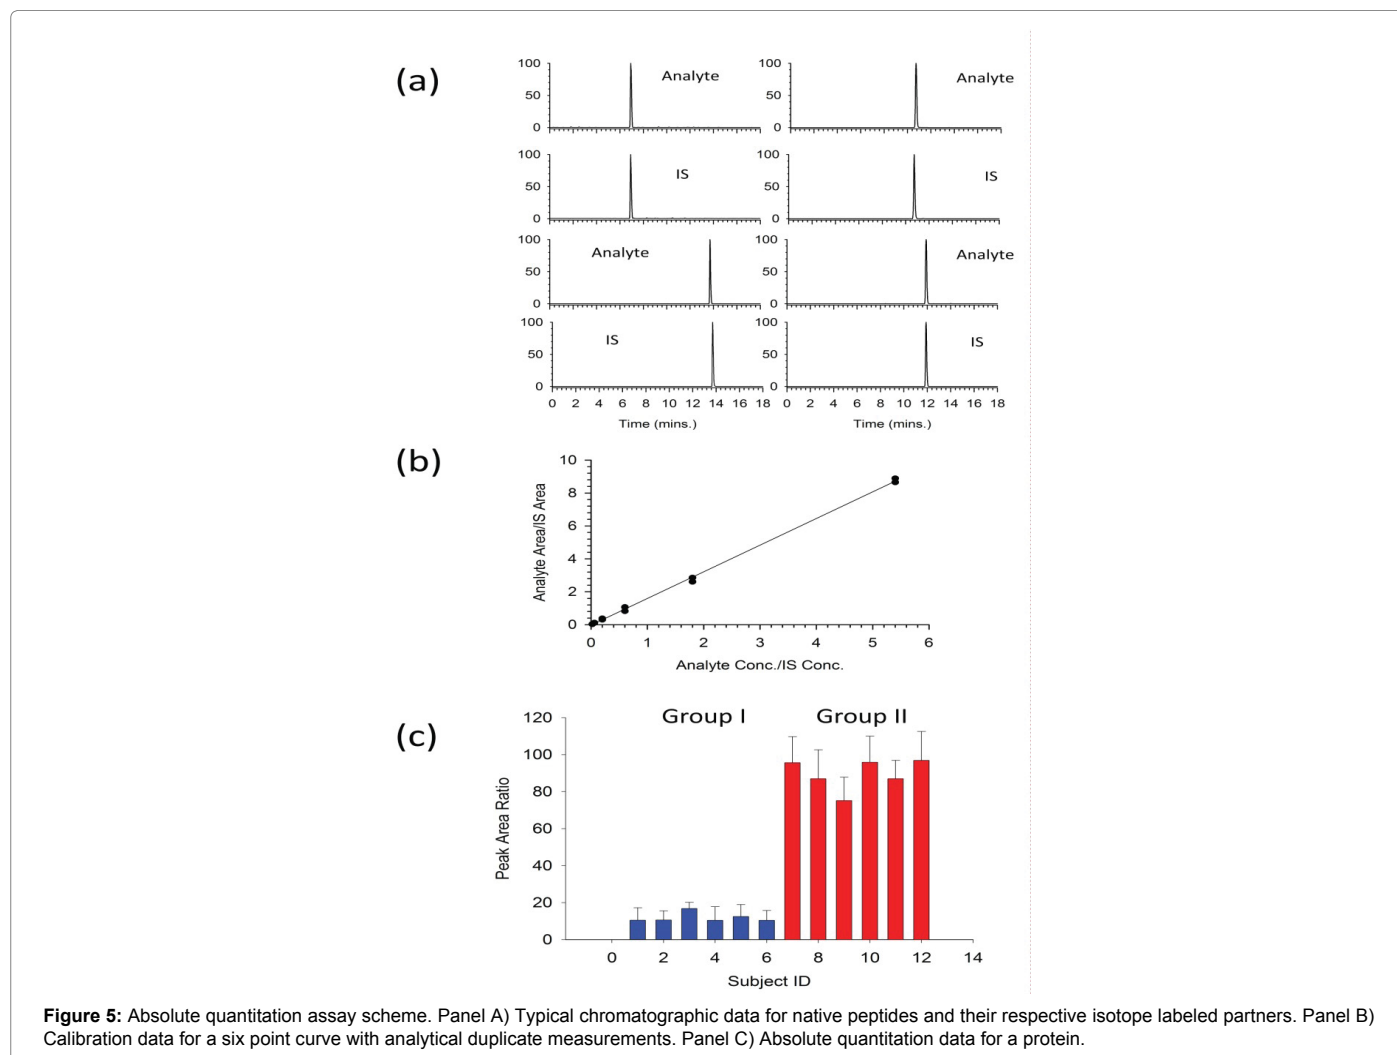 (a)
100
50
0
Analyte
100
50
0
Analyte
100
50
0
IS
100
50
0
IS
100
50
0
Analyte
100
50
0
Analyte
100
50
0
IS
100
50
0
IS
0 2 4 6 8 10 12 14 16 18
0 2 4 6 8 10 12 14 16 18
Time (mins.)
Time (mins.)
(b)
Analyte Area/IS Area
10
8
6
4
2
0
0 1 2 3 4 5 6
Analyte Conc./IS Conc.
(c)
Group I
Group II
Peak Area Ratio
120
100
80
60
40
20
0
0 2 4 6 8 10 12 14
Subject ID
Figure 5: Absolute quantitation assay scheme. Panel A) Typical chromatographic data for native peptides and their respective isotope labeled partners. Panel B)
Calibration data for a six point curve with analytical duplicate measurements. Panel C) Absolute quantitation data for a protein.